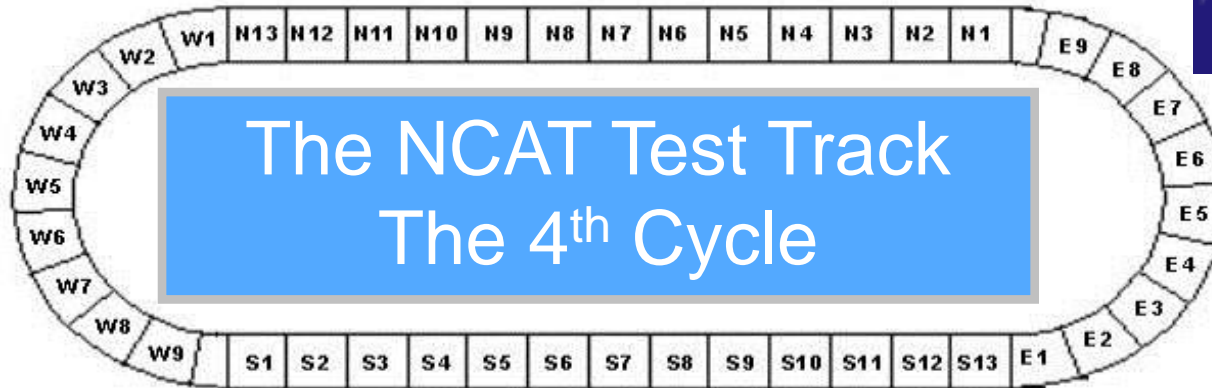 W1 N13 N12 N11 N10 N9 N8 N7 N6 N5 N4 N3 N2 N1 E9
W2 E8
W3 E7
W4 E6
W5 E5
W6 E4
W7 E3
W8 E2
W9 S1 S2 S3 S4 S5 S6 S7 S8 S9 S10 S11 S12 S13 E1
The NCAT Test Track
The 4th Cycle